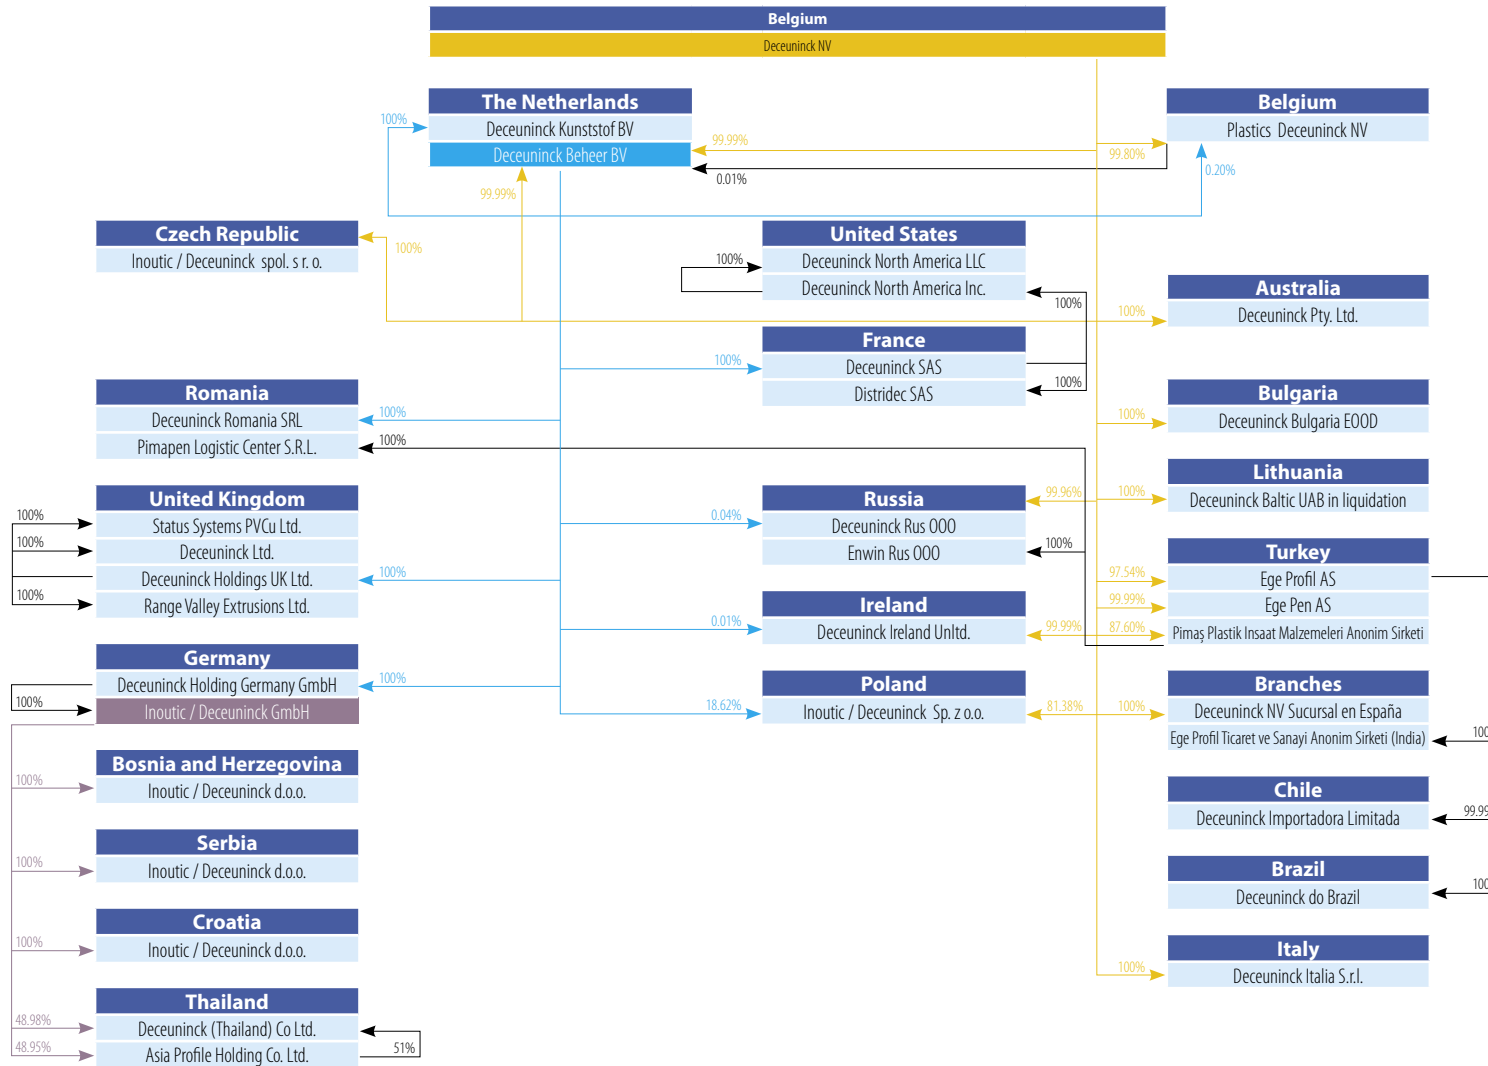 Belgium
Deceuninck NV
The Netherlands
Deceuninck Kunststof BV
Deceuninck Beheer BV
100%
99.99%
0.01%
99.99%
Belgium
Plastics Deceuninck NV
99.80%
0.20%
Czech Republic
Inoutic / Deceuninck spol. s r. o.
100%
United States
Deceuninck North America LLC
Deceuninck North America Inc.
100%
100%
Australia
Deceuninck Pty. Ltd.
100%
France
Deceuninck SAS
Distridec SAS
100%
100%
Romania
Deceuninck Romania SRL
Pimapen Logistic Center S.R.L.
100%
100%
Bulgaria
Deceuninck Bulgaria EOOD
100%
Lithuania
Deceuninck Baltic UAB in liquidation
100%
United Kingdom
Status Systems PVCu Ltd.
Deceuninck Ltd.
Deceuninck Holdings UK Ltd.
Range Valley Extrusions Ltd.
100%
100%
100%
100%
Russia
Deceuninck Rus OOO
Enwin Rus OOO
0.04%
99.96%
100%
Turkey
Ege Profil AS
Ege Pen AS
Pimaş Plastik Insaat Malzemeleri Anonim Sirketi
97.54%
99.99%
87.60%
Ireland
Deceuninck Ireland Unltd.
0.01%
99.99%
Germany
Deceuninck Holding Germany GmbH
Inoutic / Deceuninck GmbH
100%
100%
Poland
Inoutic / Deceuninck Sp. z o.o.
18.62%
81.38%
Branches
Deceuninck NV Sucursal en España
Ege Profil Ticaret ve Sanayi Anonim Sirketi (India)
100%
100
Bosnia and Herzegovina
Inoutic / Deceuninck d.o.o.
100%
Chile
Deceuninck Importadora Limitada
99.99
Serbia
Inoutic / Deceuninck d.o.o.
100%
Brazil
Deceuninck do Brazil
100
Croatia
Inoutic / Deceuninck d.o.o.
100%
Italy
Deceuninck Italia S.r.l.
100%
Thailand
Deceuninck (Thailand) Co Ltd.
Asia Profile Holding Co. Ltd.
48.98%
48.95%
51%